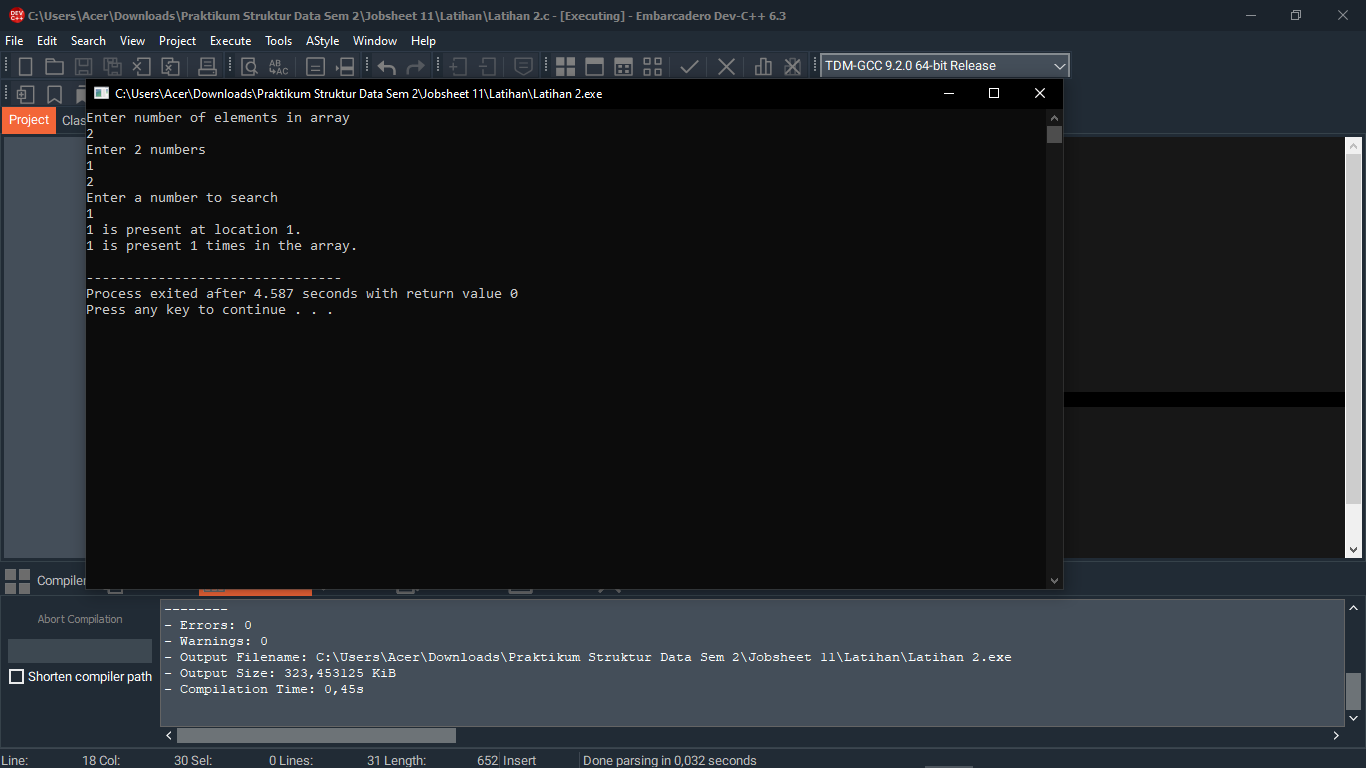 C:\Users\Acer\Downloads\Praktikum Struktur Data Sem 2\Jobsheet 11\Latihan\Latihan 2.c - [Executing] - Embarcadero Dev-C++ 6.3
File Edit Search View Project Execute Tools AStyle Window Help
TDM-GCC 9.2.0 64-bit Release
C:\Users\Acer\Downloads\Praktikum Struktur Data Sem 2\Jobsheet 11\Latihan\Latihan 2.exe
Project Clas
Enter number of elements in array
2
Enter 2 numbers
1
2
Enter a number to search
1
1 is present at location 1.
1 is present 1 times in the array.
--------------------------------
Process exited after 4.587 seconds with return value 0
Press any key to continue . . .
Compiler
Abort Compilation
Shorten compiler path
--------
- Errors: 0
- Warnings: 0
- Output Filename: C:\Users\Acer\Downloads\Praktikum Struktur Data Sem 2\Jobsheet 11\Latihan\Latihan 2.exe
- Output Size: 323,453125 KiB
- Compilation Time: 0,45s
Line: 18 Col: 30 Sel: 0 Lines: 31 Length: 652 Insert Done parsing in 0,032 seconds